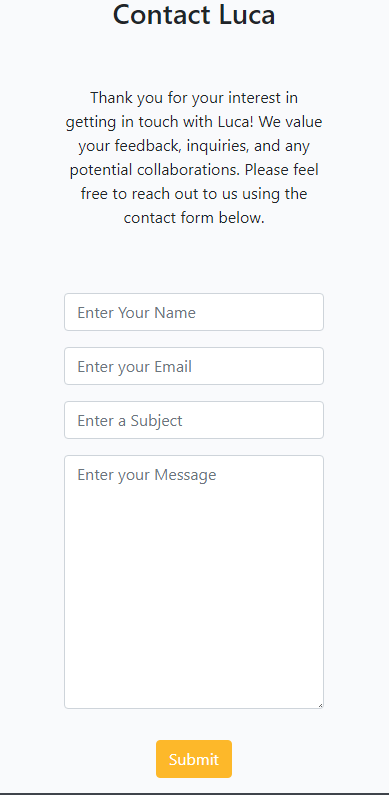 Contact Luca
Thank you for your interest in
getting in touch with Luca! We value
your feedback, inquiries, and any
potential collaborations. Please feel
free to reach out to us using the
contact form below.
Enter Your Name
Enter your Email
Enter a Subject
Enter your Message
Submit